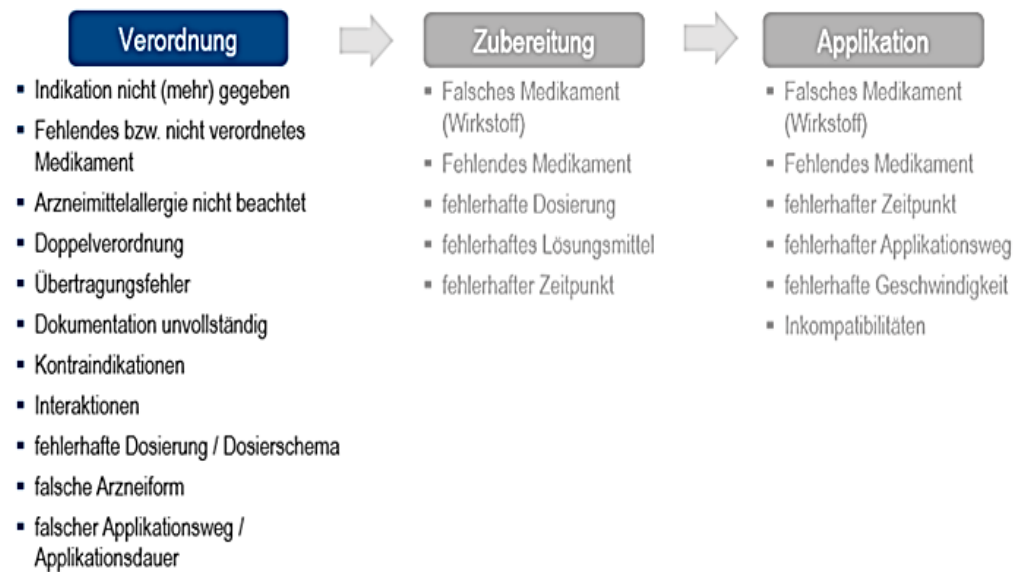 Verordnung
▪ Indikation nicht (mehr) gegeben
▪ Fehlendes bzw. nicht verordnetes
Medikament
▪ Arzneimittelallergie nicht beachtet
▪ Doppelverordnung
▪ Übertragungsfehler
▪ Dokumentation unvollständig
▪ Kontraindikationen
▪ Interaktionen
▪ fehlerhafte Dosierung / Dosierschema
▪ falsche Arzneiform
▪ falscher Applikationsweg /
Applikationsdauer
Zubereitung
▪ Falsches Medikament
(Wirkstoff)
▪ Fehlendes Medikament
▪ fehlerhafte Dosierung
▪ fehlerhaftes Lösungsmittel
▪ fehlerhafter Zeitpunkt
Applikation
▪ Falsches Medikament
(Wirkstoff)
▪ Fehlendes Medikament
▪ fehlerhafter Zeitpunkt
▪ fehlerhafter Applikationsweg
▪ fehlerhafte Geschwindigkeit
▪ Inkompatibilitäten